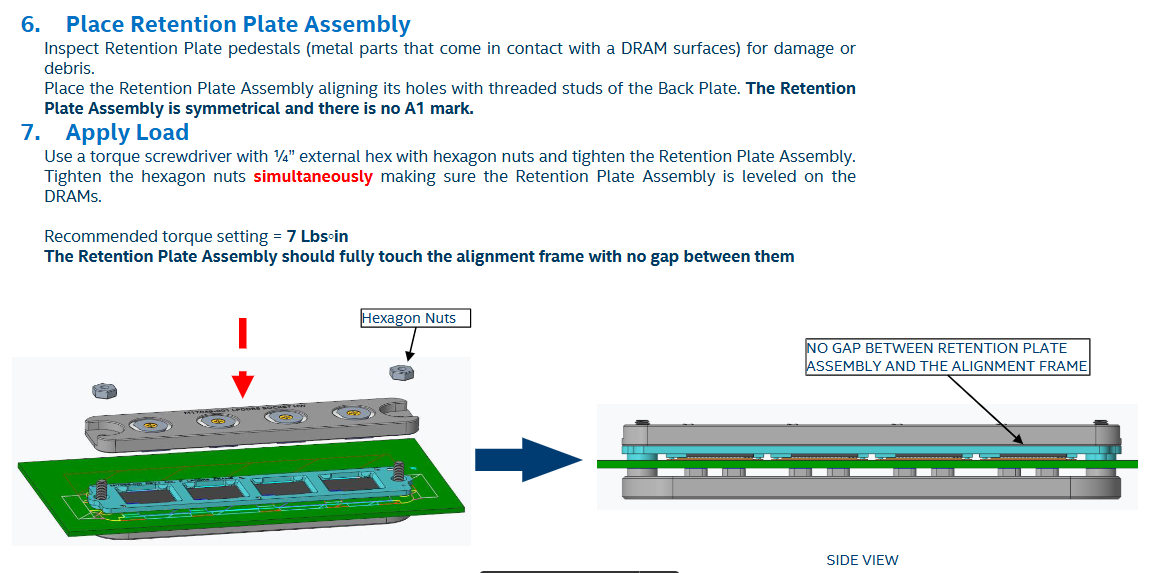 6. Place Retention Plate Assembly
Inspect Retention Plate pedestals (metal parts that come in contact with a DRAM surfaces) for damage or
debris.
Place the Retention Plate Assembly aligning its holes with threaded studs of the Back Plate. The Retention
Plate Assembly is symmetrical and there is no A1 mark.
7. Apply Load
Use a torque screwdriver with ¼” external hex with hexagon nuts and tighten the Retention Plate Assembly.
Tighten the hexagon nuts simultaneously making sure the Retention Plate Assembly is leveled on the
DRAMs.
Recommended torque setting = 7 Lbs◦in
The Retention Plate Assembly should fully touch the alignment frame with no gap between them
Hexagon Nuts
NO GAP BETWEEN RETENTION PLATE
ASSEMBLY AND THE ALIGNMENT FRAME
SIDE VIEW